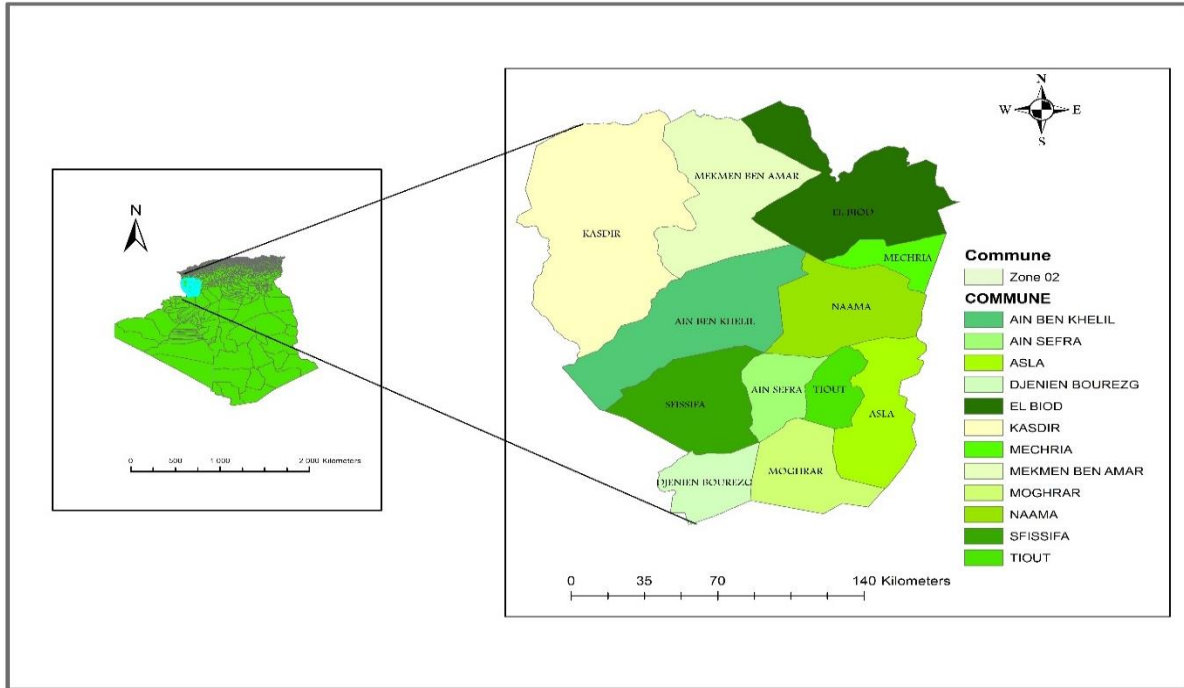 N
0 500 1 000 2 000 Kilometers
N
W E
S
MEKMEN BEN AMAR
EL BIOD
KASDIR
MECHRIA
NAAMA
AIN BEN KHELIL
AIN SEFRA
TIOUT
SFISSIFA
ASLA
MOGHRAR
DJENIEN BOUREZG
Commune
Zone 02
COMMUNE
AIN BEN KHELIL
AIN SEFRA
ASLA
DJENIEN BOUREZG
EL BIOD
KASDIR
MECHRIA
MEKMEN BEN AMAR
MOGHRAR
NAAMA
SFISSIFA
TIOUT
0 35 70 140 Kilometers